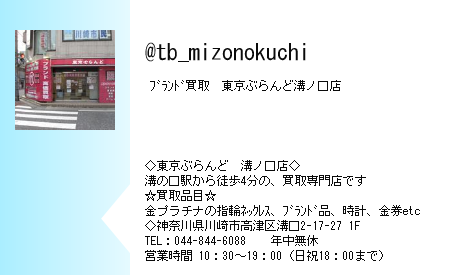 @tb_mizonokuchi
ﾌﾞﾗﾝﾄﾞ買取　東京ぶらんど溝ノ口店
◇東京ぶらんど　溝ノ口店◇
溝の口駅から徒歩4分の、買取専門店です
☆買取品目☆
金プラチナの指輪ﾈｯｸﾚｽ、ﾌﾞﾗﾝﾄﾞ品、時計、金券etc
◇神奈川県川崎市高津区溝口2-17-27 1F
TEL：044-844-6088　　年中無休
営業時間 10：30～19：00（日祝18：00まで）